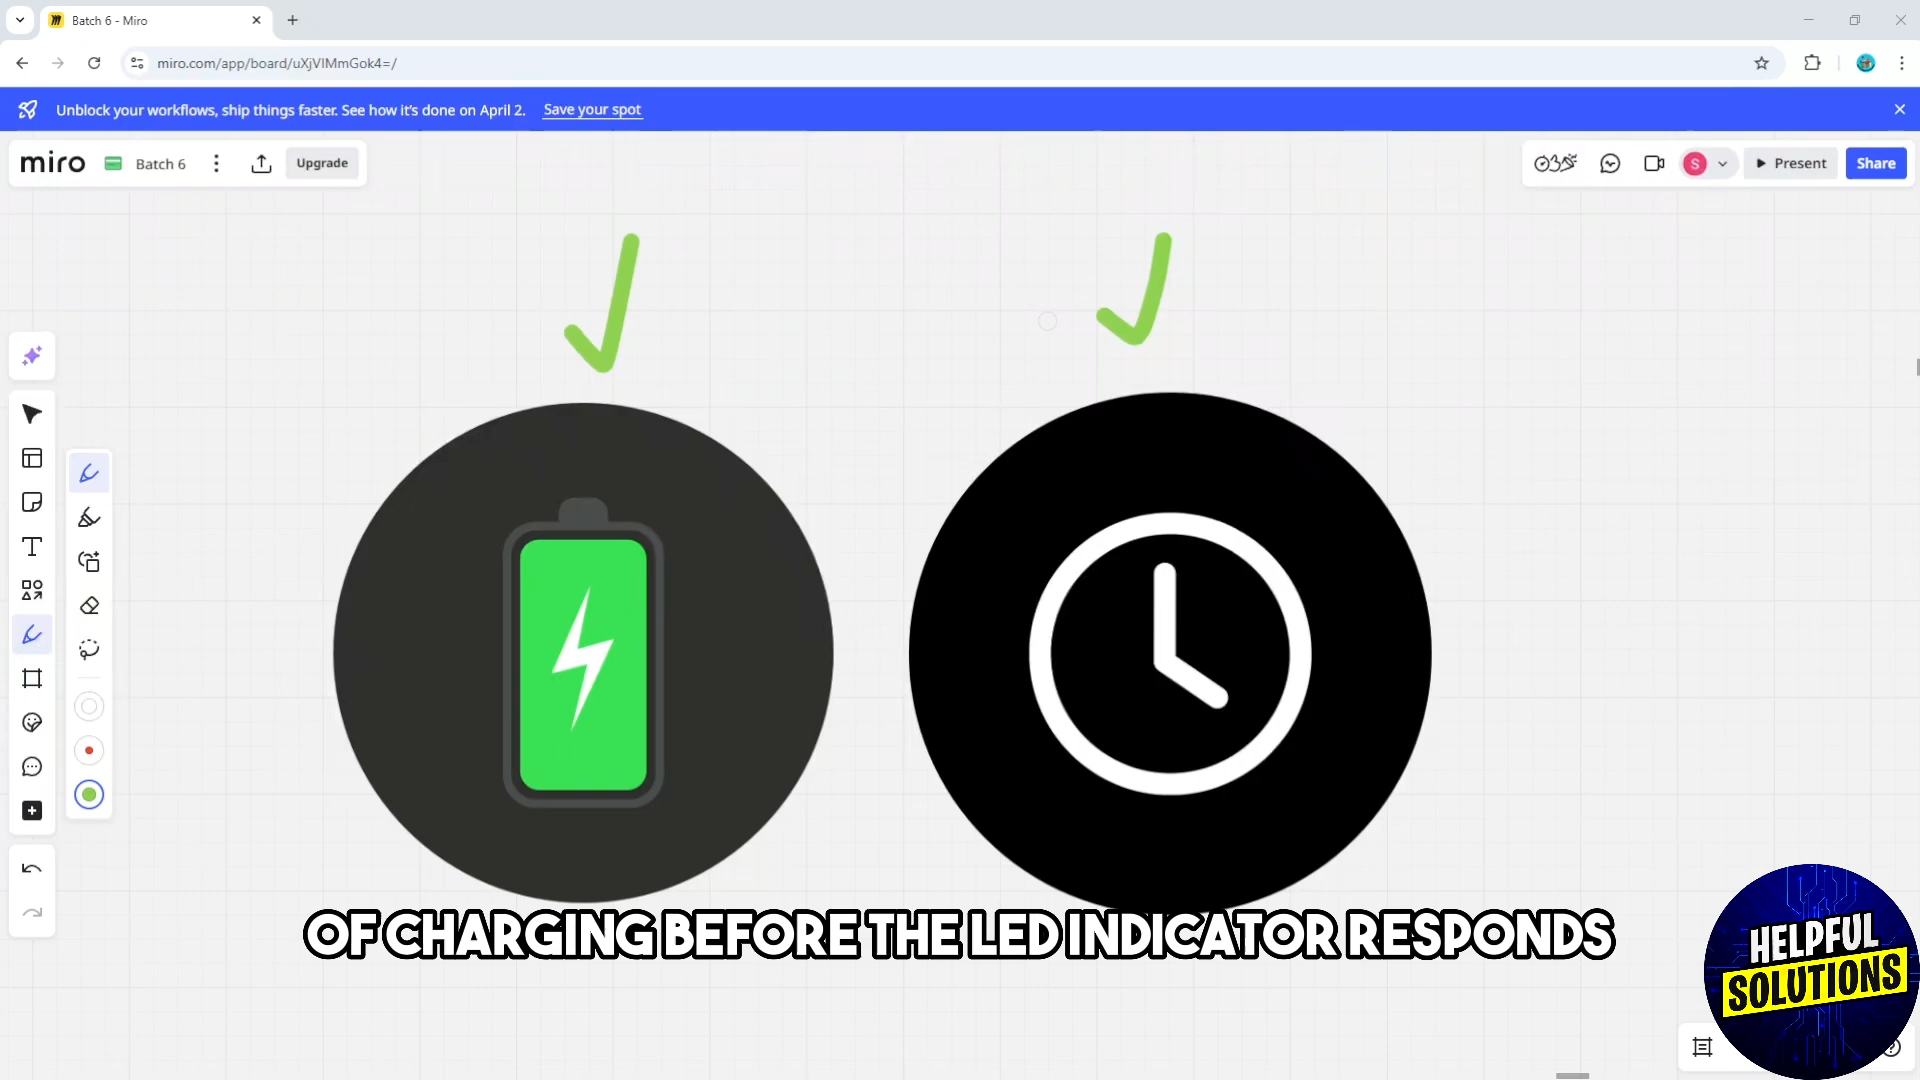 Batch 6 - Miro
miro.com/app/board/uXjVIMmGok4=/
Unblock your workflows, ship things faster. See how it's done on April 2. Save your spot
miro Batch 6 Upgrade
S Present Share
OF CHARGING BEFORE THE LED INDICATOR RESPONDS
HELPFUL
SOLUTIONS